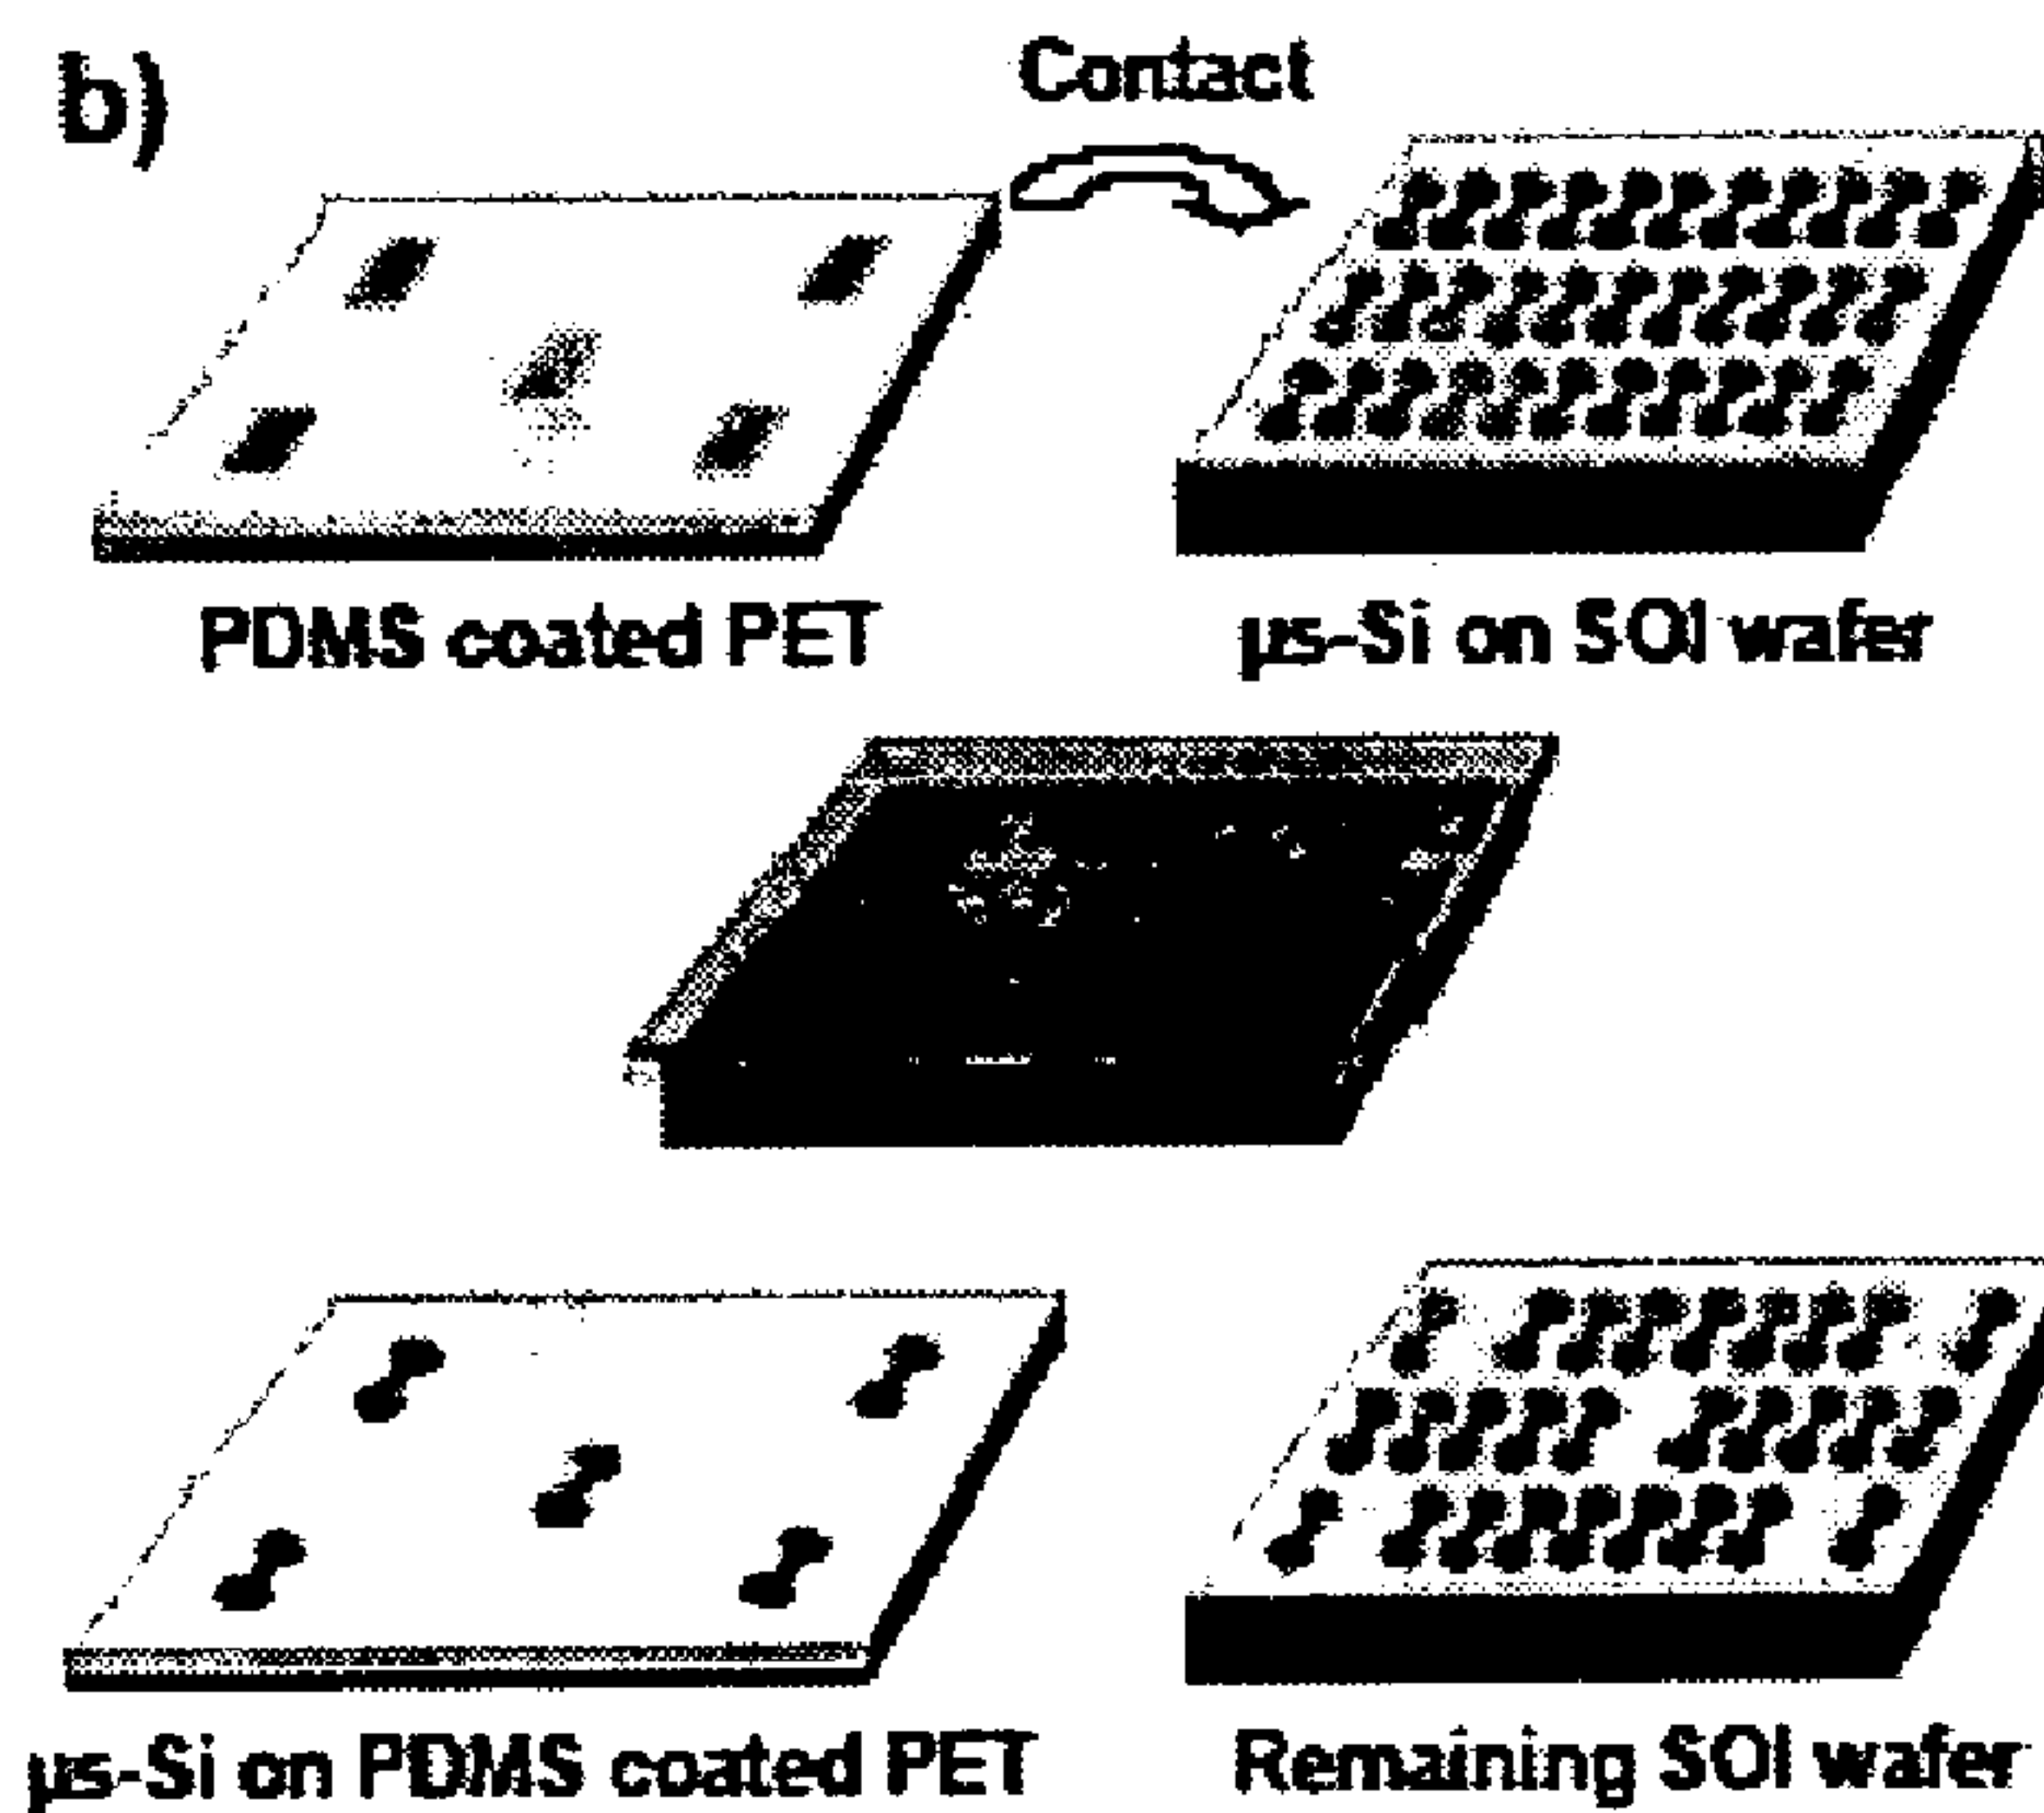 b)
Contact
PDMS coated PET
µs-Si on SOI wafer
µs-Si on PDMS coated PET
Remaining SOI wafer